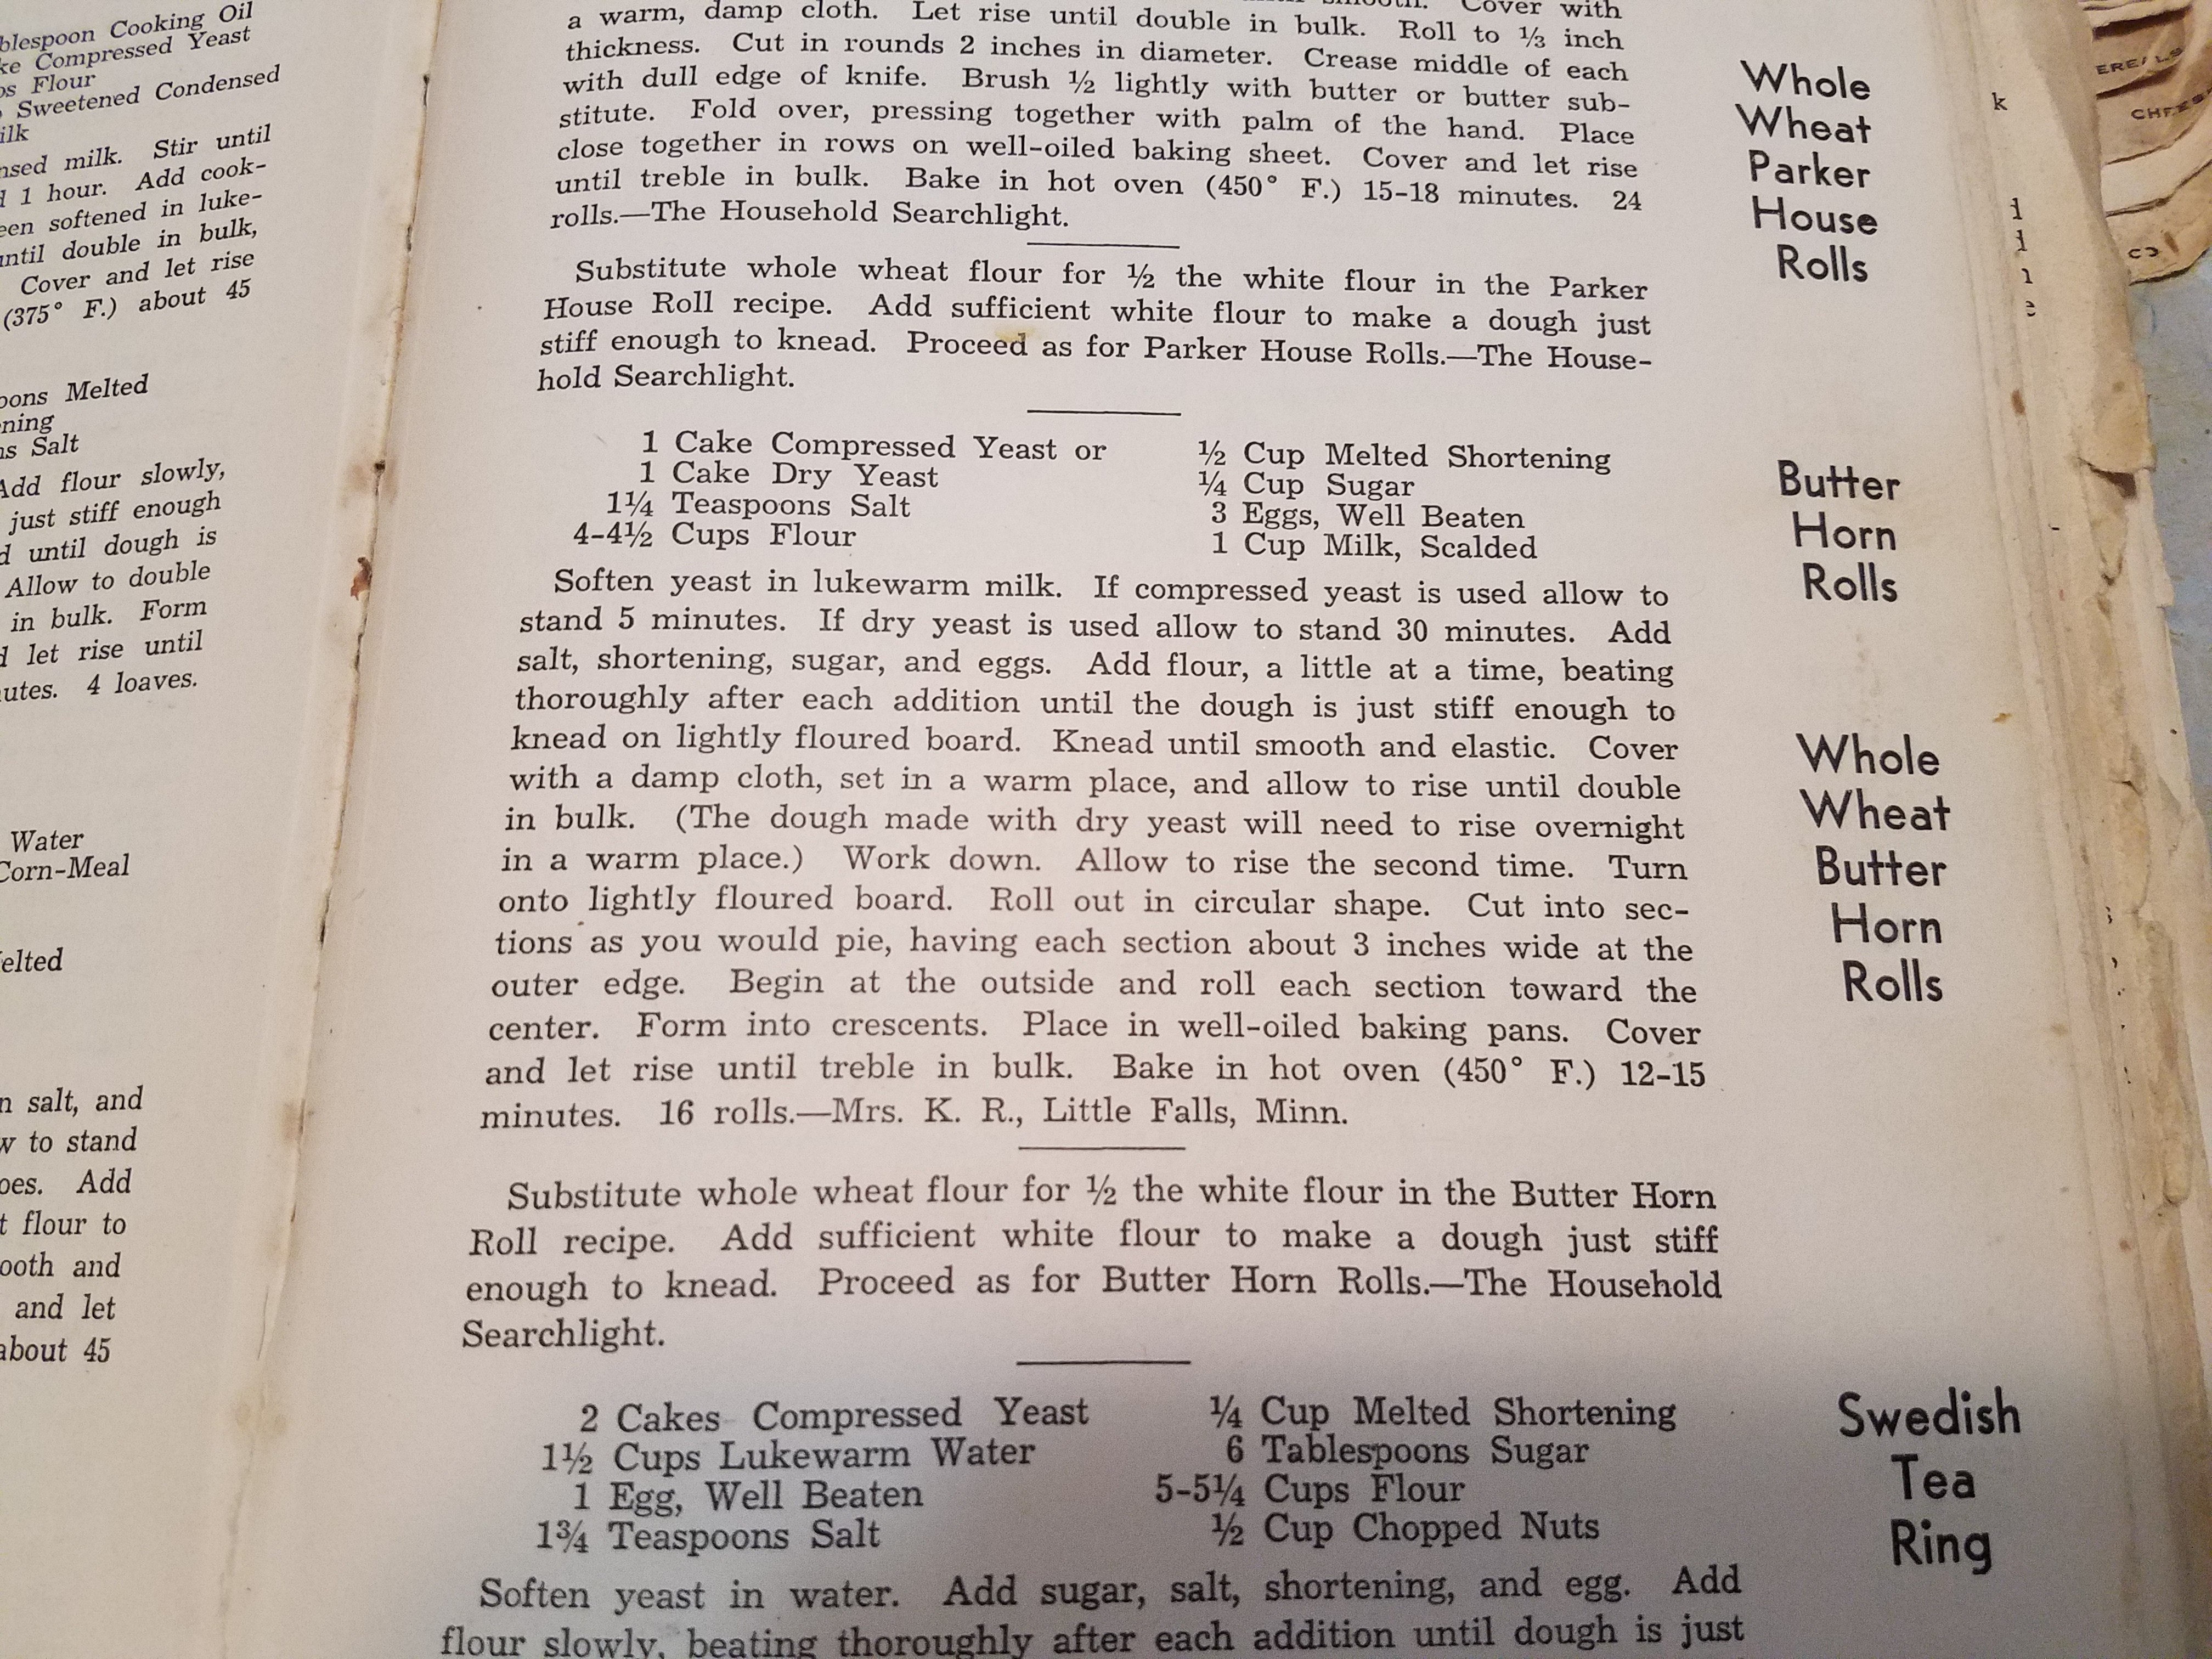 blespoon Cooking Oil
ke Compressed Yeast
os Flour
Sweetened Condensed
ilk
nsed milk. Stir until
d 1 hour. Add cook-
een softened in luke-
until double in bulk,
Cover and let rise
(375° F.) about 45
oons Melted
ening
ns Salt
Add flour slowly,
just stiff enough
d until dough is
Allow to double
in bulk. Form
d let rise until
nutes. 4 loaves.
Water
Corn-Meal
elted
n salt, and
w to stand
oes. Add
t flour to
ooth and
and let
about 45
smooth. Cover with
a warm, damp cloth. Let rise until double in bulk. Roll to ⅓ inch
thickness. Cut in rounds 2 inches in diameter. Crease middle of each
with dull edge of knife. Brush ½ lightly with butter or butter sub-
stitute. Fold over, pressing together with palm of the hand. Place
close together in rows on well-oiled baking sheet. Cover and let rise
until treble in bulk. Bake in hot oven (450° F.) 15-18 minutes. 24
rolls.—The Household Searchlight.
Whole
Wheat
Parker
House
Rolls
Substitute whole wheat flour for ½ the white flour in the Parker
House Roll recipe. Add sufficient white flour to make a dough just
stiff enough to knead. Proceed as for Parker House Rolls.—The House-
hold Searchlight.
Butter
Horn
Rolls
1 Cake Compressed Yeast or
1 Cake Dry Yeast
1¼ Teaspoons Salt
4-4½ Cups Flour
½ Cup Melted Shortening
¼ Cup Sugar
3 Eggs, Well Beaten
1 Cup Milk, Scalded
Soften yeast in lukewarm milk. If compressed yeast is used allow to
stand 5 minutes. If dry yeast is used allow to stand 30 minutes. Add
salt, shortening, sugar, and eggs. Add flour, a little at a time, beating
thoroughly after each addition until the dough is just stiff enough to
knead on lightly floured board. Knead until smooth and elastic. Cover
with a damp cloth, set in a warm place, and allow to rise until double
in bulk. (The dough made with dry yeast will need to rise overnight
in a warm place.) Work down. Allow to rise the second time. Turn
onto lightly floured board. Roll out in circular shape. Cut into sec-
tions as you would pie, having each section about 3 inches wide at the
outer edge. Begin at the outside and roll each section toward the
center. Form into crescents. Place in well-oiled baking pans. Cover
and let rise until treble in bulk. Bake in hot oven (450° F.) 12-15
minutes. 16 rolls.—Mrs. K. R., Little Falls, Minn.
Whole
Wheat
Butter
Horn
Rolls
Substitute whole wheat flour for ½ the white flour in the Butter Horn
Roll recipe. Add sufficient white flour to make a dough just stiff
enough to knead. Proceed as for Butter Horn Rolls.—The Household
Searchlight.
Swedish
Tea
Ring
2 Cakes Compressed Yeast
1½ Cups Lukewarm Water
1 Egg, Well Beaten
1¾ Teaspoons Salt
¼ Cup Melted Shortening
6 Tablespoons Sugar
5-5¼ Cups Flour
½ Cup Chopped Nuts
Soften yeast in water. Add sugar, salt, shortening, and egg. Add
flour slowly, beating thoroughly after each addition until dough is just
k